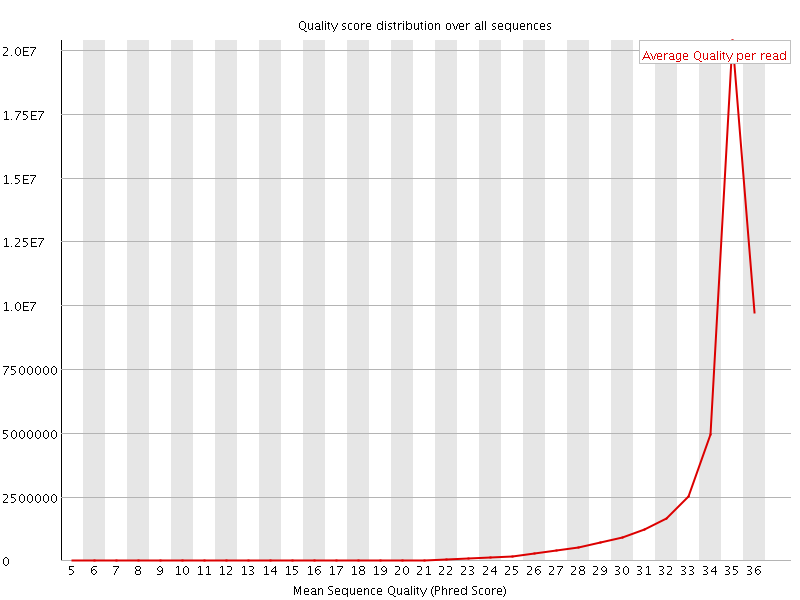 Quality score distribution over all sequences
Average Quality per read
2.0E7
1.75E7
1.5E7
1.25E7
1.0E7
7500000
5000000
2500000
0
5 6 7 8 9 10 11 12 13 14 15 16 17 18 19 20 21 22 23 24 25 26 27 28 29 30 31 32 33 34 35 36
Mean Sequence Quality (Phred Score)